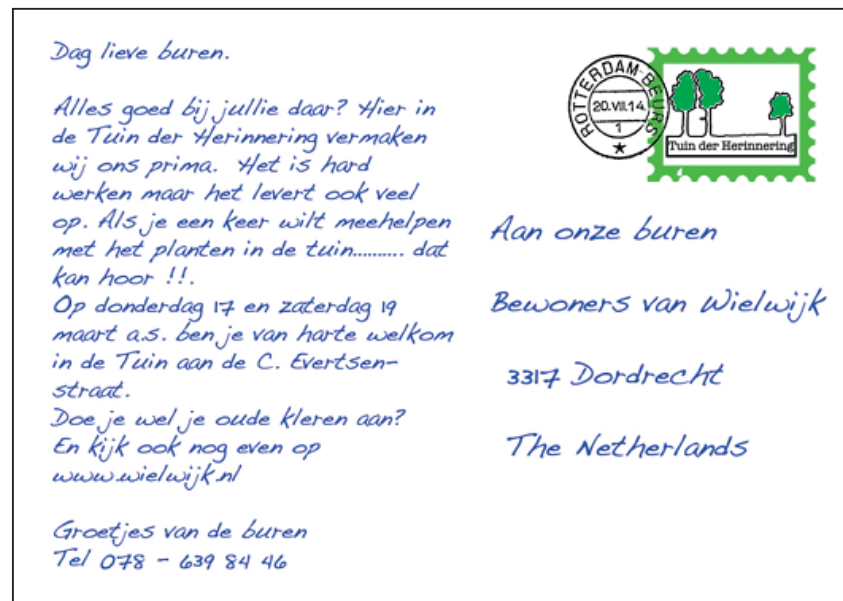 Dag lieve buren.
Alles goed bij jullie daar? Hier in
de Tuin der Herinnering vermaken
wij ons prima. Het is hard
werken maar het levert ook veel
op. Als je een keer wilt meehelpen
met het planten in de tuin.......... dat
kan hoor !!.
Op donderdag 17 en zaterdag 19
maart a.s. ben je van harte welkom
in de Tuin aan de C. Evertsen-
straat.
Doe je wel je oude kleren aan?
En kijk ook nog even op
www.wielwijk.nl
Groetjes van de buren
Tel 078 - 639 84 46
ROTTERDAM-BEURS
20.VII.14.
1
Tuin der Herinnering
Aan onze buren
Bewoners van Wielwijk
3317 Dordrecht
The Netherlands